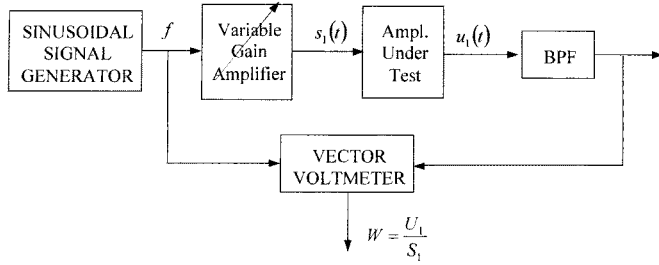 SINUSOIDAL
SIGNAL
GENERATOR
f
Variable
Gain
Amplifier
s₁(t)
Ampl.
Under
Test
u₁(t)
BPF
VECTOR
VOLTMETER
W = U₁/S₁